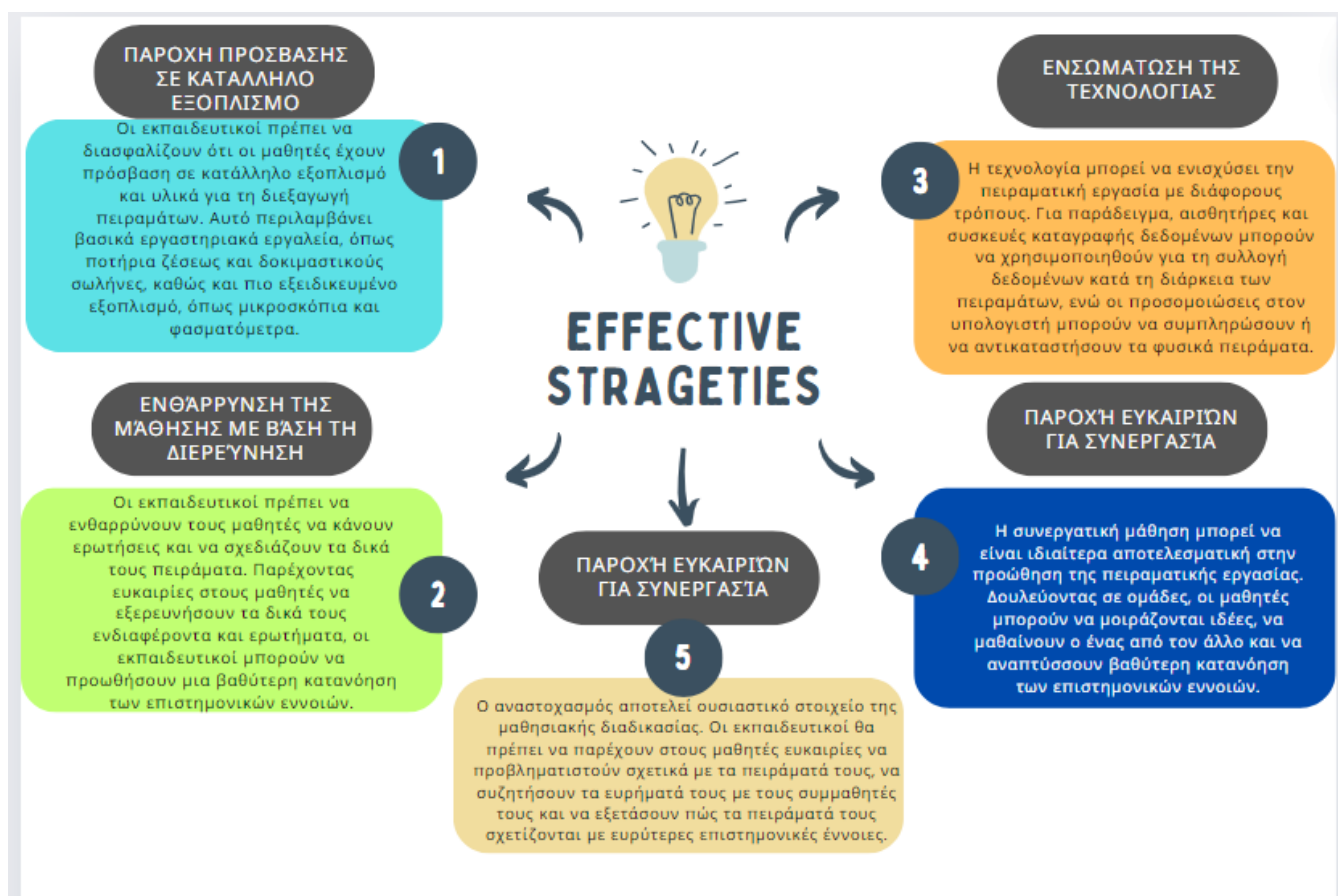 ΠΑΡΟΧΗ ΠΡΟΣΒΑΣΗΣ
ΣΕ ΚΑΤΑΛΛΗΛΟ
ΕΞΟΠΛΙΣΜΟ
1
Οι εκπαιδευτικοί πρέπει να
διασφαλίζουν ότι οι μαθητές έχουν
πρόσβαση σε κατάλληλο εξοπλισμό
και υλικά για τη διεξαγωγή
πειραμάτων. Αυτό περιλαμβάνει
βασικά εργαστηριακά εργαλεία, όπως
ποτήρια ζέσεως και δοκιμαστικούς
σωλήνες, καθώς και πιο εξειδικευμένο
εξοπλισμό, όπως μικροσκόπια και
φασματόμετρα.
EFFECTIVE
STRAGETIES
ΕΝΘΆΡΡΥΝΣΗ ΤΗΣ
ΜΆΘΗΣΗΣ ΜΕ ΒΆΣΗ ΤΗ
ΔΙΕΡΕΎΝΗΣΗ
2
Οι εκπαιδευτικοί πρέπει να
ενθαρρύνουν τους μαθητές να κάνουν
ερωτήσεις και να σχεδιάζουν τα δικά
τους πειράματα. Παρέχοντας
ευκαιρίες στους μαθητές να
εξερευνήσουν τα δικά τους
ενδιαφέροντα και ερωτήματα, οι
εκπαιδευτικοί μπορούν να
προωθήσουν μια βαθύτερη κατανόηση
των επιστημονικών εννοιών.
ΕΝΣΩΜΑΤΩΣΗ ΤΗΣ
ΤΕΧΝΟΛΟΓΙΑΣ
3
Η τεχνολογία μπορεί να ενισχύσει την
πειραματική εργασία με διάφορους
τρόπους. Για παράδειγμα, αισθητήρες και
συσκευές καταγραφής δεδομένων μπορούν
να χρησιμοποιηθούν για τη συλλογή
δεδομένων κατά τη διάρκεια των
πειραμάτων, ενώ οι προσομοιώσεις στον
υπολογιστή μπορούν να συμπληρώσουν ή
να αντικαταστήσουν τα φυσικά πειράματα.
ΠΑΡΟΧΉ ΕΥΚΑΙΡΙΏΝ
ΓΙΑ ΣΥΝΕΡΓΑΣΊΑ
4
Η συνεργατική μάθηση μπορεί να
είναι ιδιαίτερα αποτελεσματική στην
προώθηση της πειραματικής εργασίας.
Δουλεύοντας σε ομάδες, οι μαθητές
μπορούν να μοιράζονται ιδέες, να
μαθαίνουν ο ένας από τον άλλο και να
αναπτύσσουν βαθύτερη κατανόηση
των επιστημονικών εννοιών.
ΠΑΡΟΧΉ ΕΥΚΑΙΡΙΏΝ
ΓΙΑ ΣΥΝΕΡΓΑΣΊΑ
5
Ο αναστοχασμός αποτελεί ουσιαστικό στοιχείο της
μαθησιακής διαδικασίας. Οι εκπαιδευτικοί θα
πρέπει να παρέχουν στους μαθητές ευκαιρίες να
προβληματιστούν σχετικά με τα πειράματά τους, να
συζητήσουν τα ευρήματά τους με τους συμμαθητές
τους και να εξετάσουν πώς τα πειράματά τους
σχετίζονται με ευρύτερες επιστημονικές έννοιες.